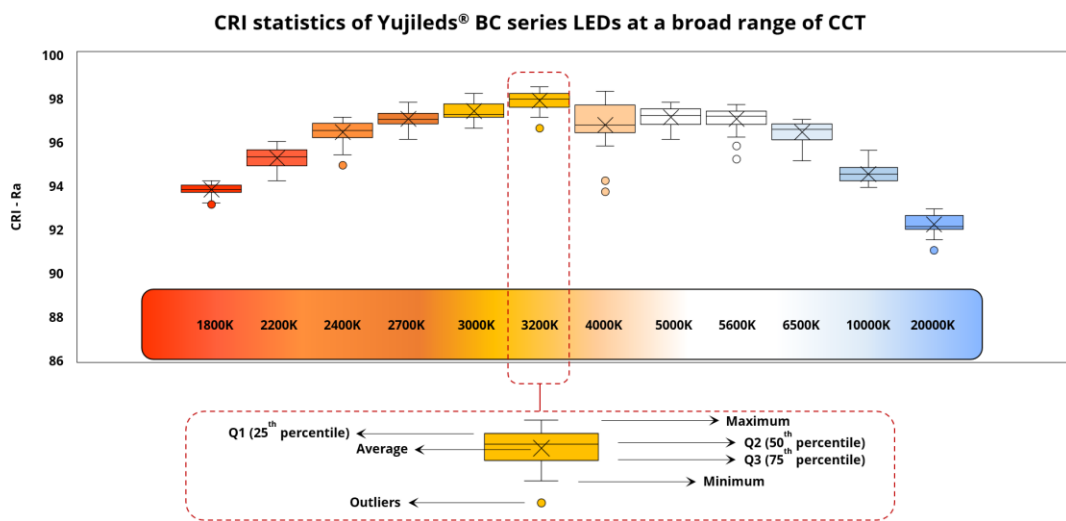 CRI statistics of Yujileds® BC series LEDs at a broad range of CCT
100
98
96
94
92
90
88
86
CRI - Ra
1800K 2200K 2400K 2700K 3000K 3200K 4000K 5000K 5600K 6500K 10000K 20000K
Maximum
Q1 (25th percentile)
Q2 (50th percentile)
Average
Q3 (75th percentile)
Minimum
Outliers